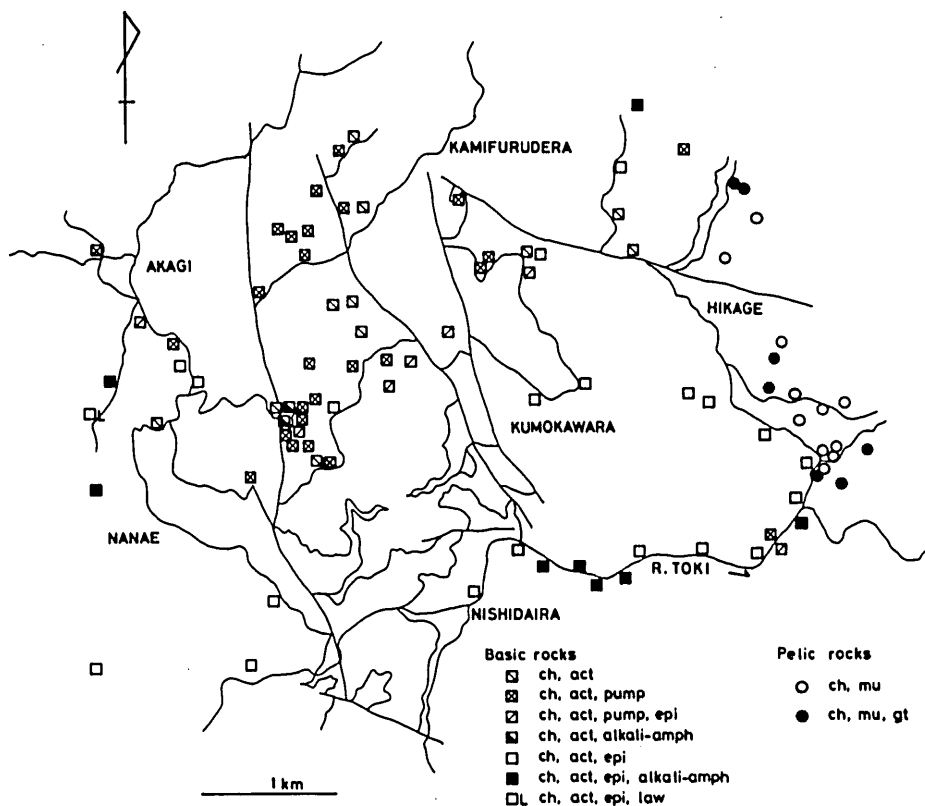 KAMIFURUDERA
AKAGI
HIKAGE
KUMOKAWARA
L
NANAE
R. TOKI
NISHIDAIRA
Basic rocks
ch, act
ch, act, pump
ch, act, pump, epi
ch, act, alkali-amph
ch, act, epi
ch, act, epi, alkali-amph
L ch, act, epi, law
Pelic rocks
ch, mu
ch, mu, gt
1 km